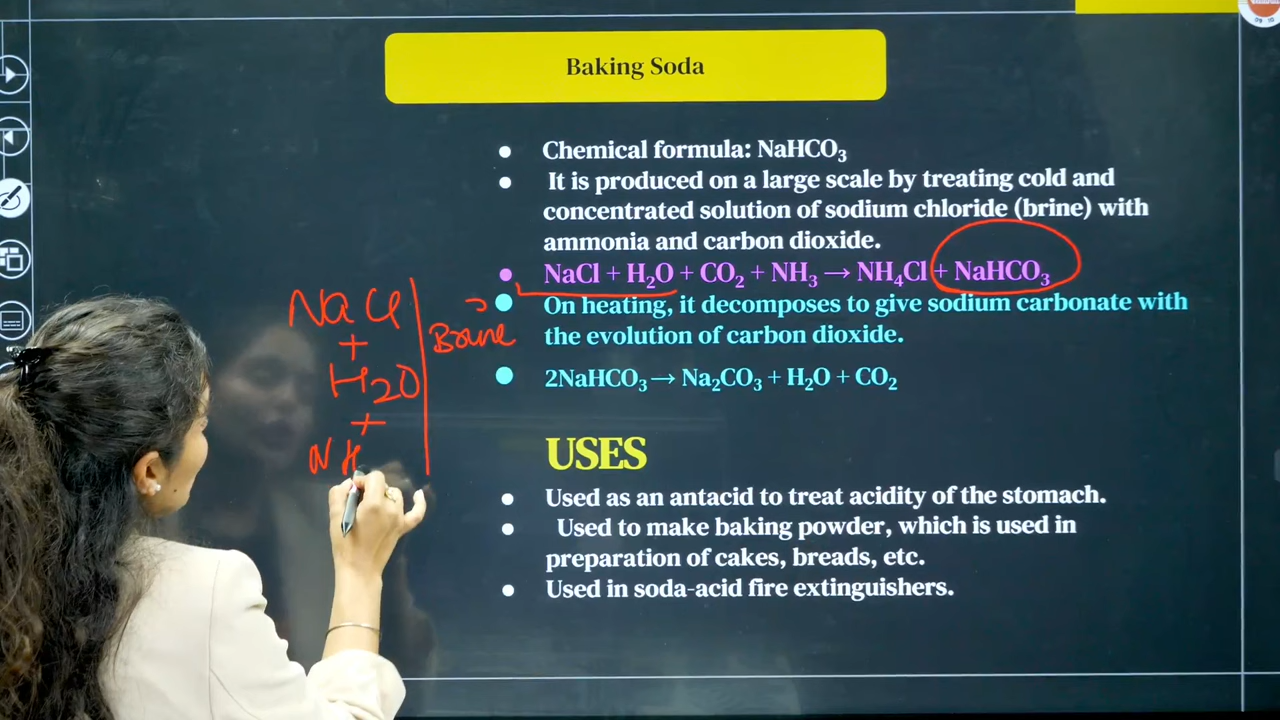 Baking Soda
• Chemical formula: NaHCO₃
• It is produced on a large scale by treating cold and
concentrated solution of sodium chloride (brine) with
ammonia and carbon dioxide.
• NaCl + H₂O + CO₂ + NH₃ → NH₄Cl + NaHCO₃
• On heating, it decomposes to give sodium carbonate with
the evolution of carbon dioxide.
• 2NaHCO₃ → Na₂CO₃ + H₂O + CO₂
USES
• Used as an antacid to treat acidity of the stomach.
• Used to make baking powder, which is used in
preparation of cakes, breads, etc.
• Used in soda-acid fire extinguishers.
NaCl
+
H₂O
+
NH
Brine